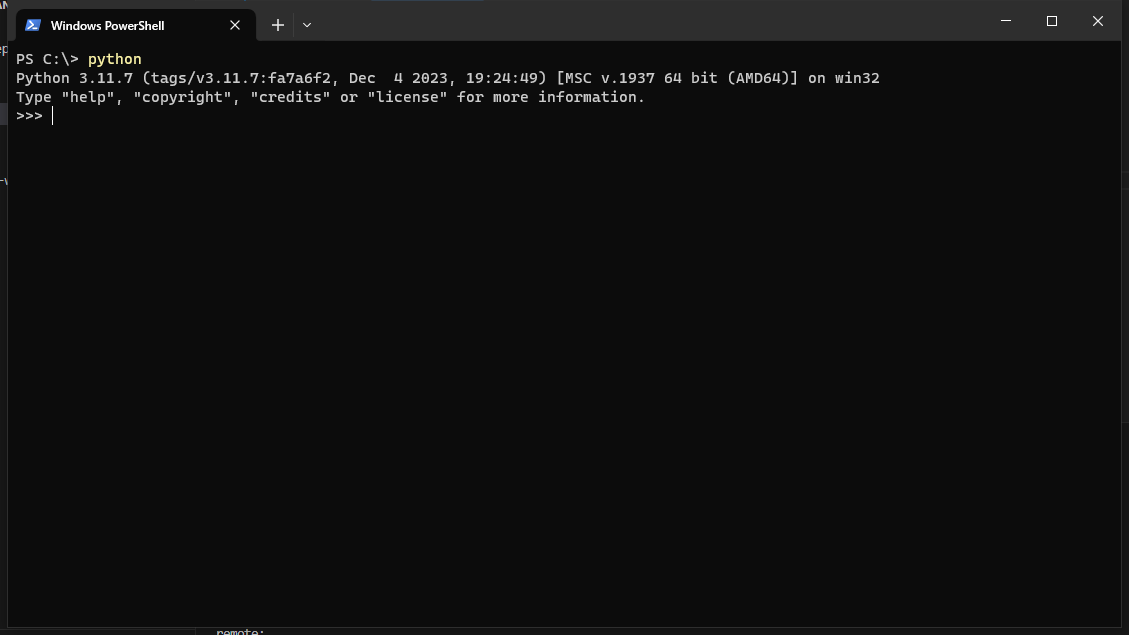 Windows PowerShell
PS C:\> python
Python 3.11.7 (tags/v3.11.7:fa7a6f2, Dec  4 2023, 19:24:49) [MSC v.1937 64 bit (AMD64)] on win32
Type "help", "copyright", "credits" or "license" for more information.
>>>
remote: